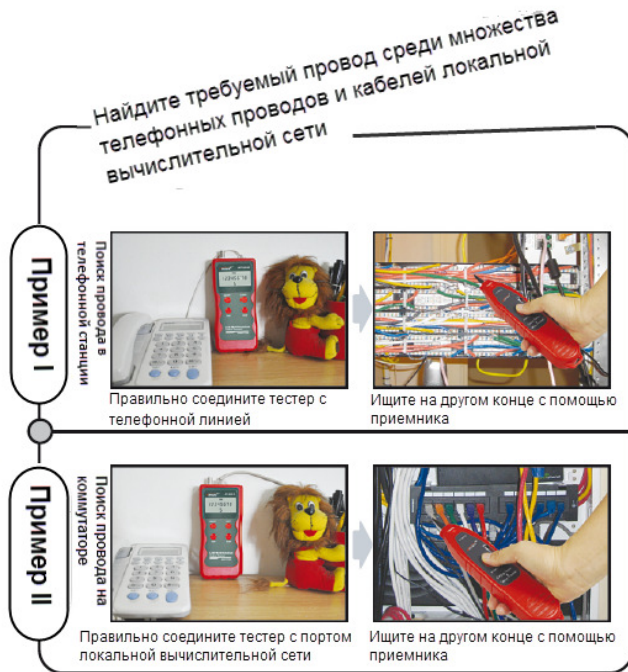 Найдите требуемый провод среди множества
телефонных проводов и кабелей локальной
вычислительной сети
Пример I
Поиск провода в
телефонной станции
Правильно соедините тестер с
телефонной линией
Ищите на другом конце с помощью
приемника
Пример II
Поиск провода на
коммутаторе
Правильно соедините тестер с портом
локальной вычислительной сети
Ищите на другом конце с помощью
приемника